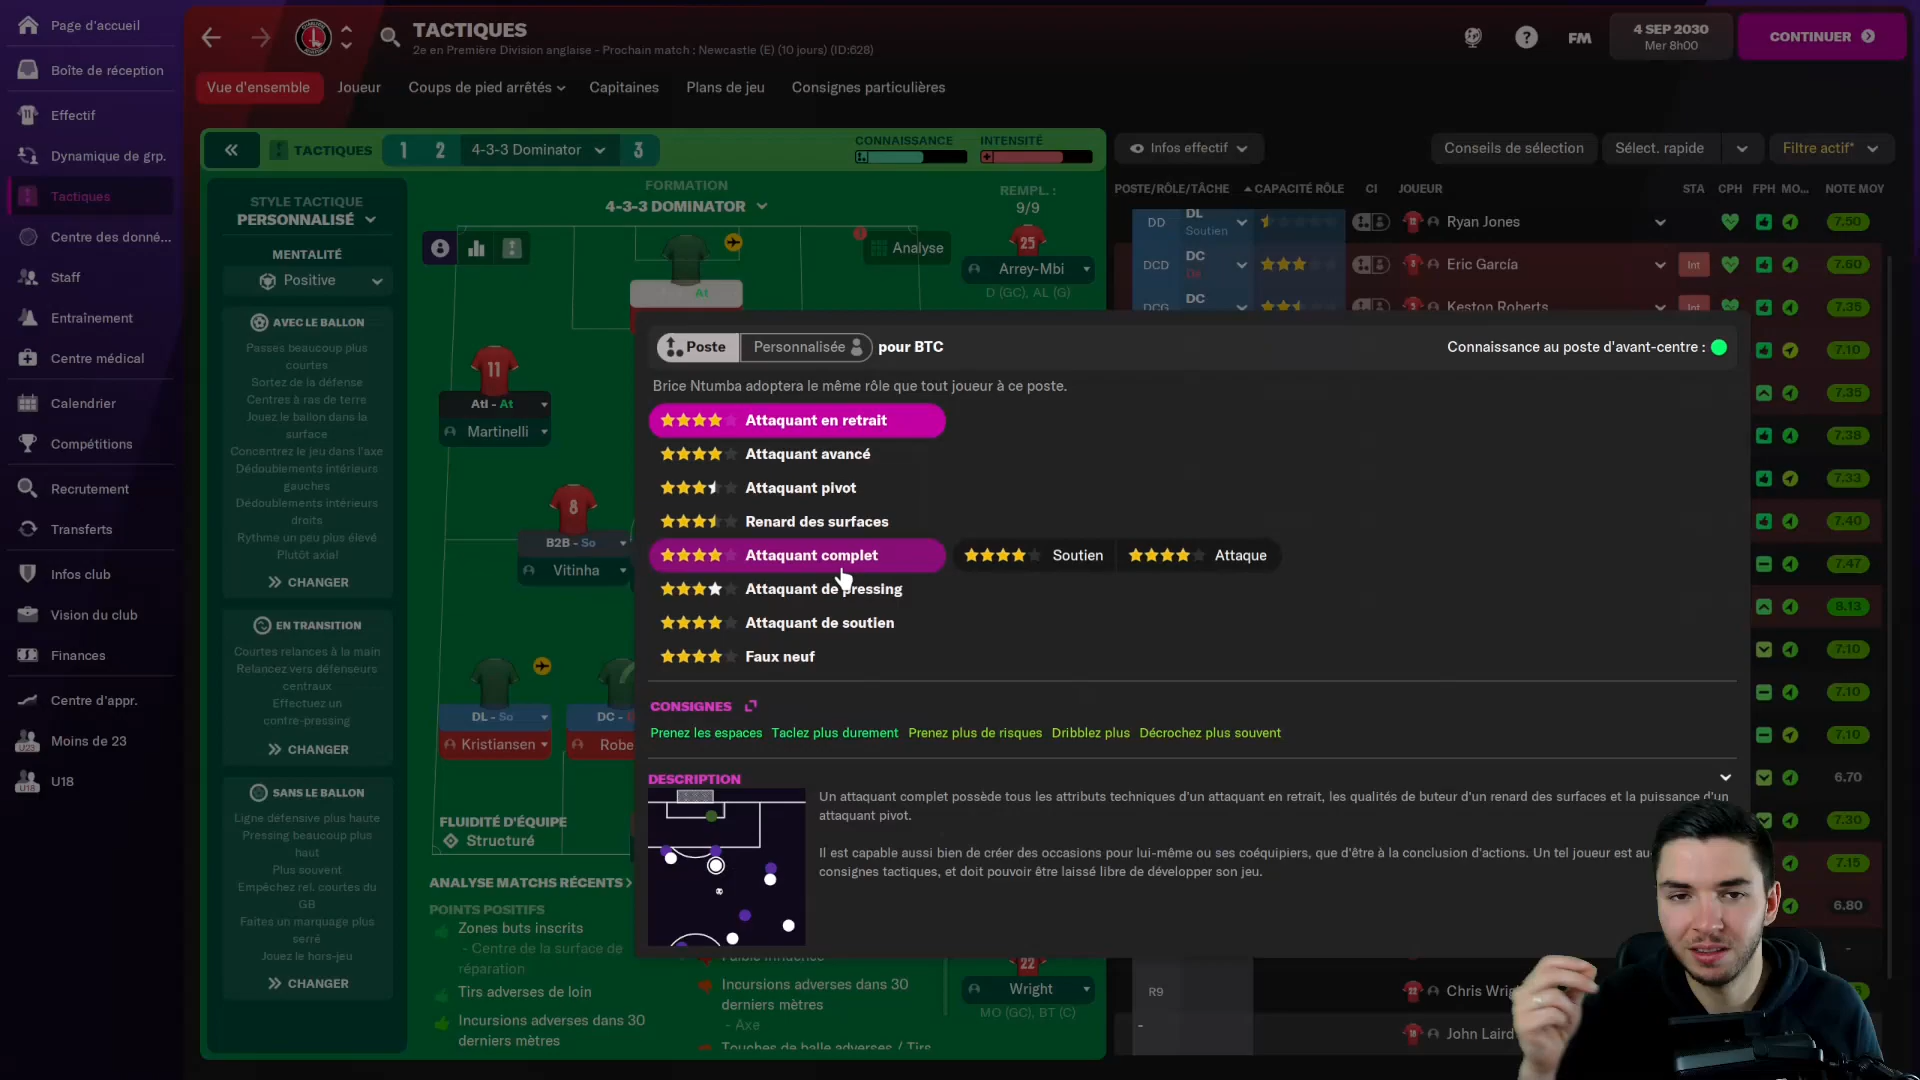 Page d'accueil
Boîte de réception
Effectif
Dynamique de grp.
Tactiques
Centre des donné...
Staff
Entraînement
Centre médical
Calendrier
Compétitions
Recrutement
Transferts
Infos club
Vision du club
Finances
Centre d'appr.
U23
Moins de 23
U18
U18
TACTIQUES
2e en Première Division anglaise - Prochain match : Newcastle (E) (10 jours) (ID:628)
FM
4 SEP 2030
Mer 8h00
CONTINUER
Vue d'ensemble
Joueur
Coups de pied arrêtés
Capitaines
Plans de jeu
Consignes particulières
TACTIQUES
1
2
4-3-3 Dominator
3
CONNAISSANCE
INTENSITÉ
STYLE TACTIQUE
PERSONNALISÉ
MENTALITÉ
Positive
AVEC LE BALLON
Passes beaucoup plus
courtes
Sortez de la défense
Centres à ras de terre
Jouez le ballon dans la
surface
Concentrez le jeu dans l'axe
Dédoublements intérieurs
gauches
Dédoublements intérieurs
droits
Rythme un peu plus élevé
Plutôt axial
CHANGER
EN TRANSITION
Courtes relances à la main
Relancez vers défenseurs
centraux
Effectuez un
contre-pressing
CHANGER
SANS LE BALLON
Ligne défensive plus haute
Pressing beaucoup plus
haut
Plus souvent
Empêchez rel. courtes du
GB
Faites un marquage plus
serré
Jouez le hors-jeu
CHANGER
FORMATION
4-3-3 DOMINATOR
REMPL. :
9/9
Analyse
25
Arrey-Mbi
D (GC), AL (G)
At
11
AtI - At
Martinelli
8
B2B - So
Vitinha
DL - So
Kristiansen
DC -
Robe
FLUIDITÉ D'ÉQUIPE
Structuré
ANALYSE MATCHS RÉCENTS
POINTS POSITIFS
Zones buts inscrits
- Centre de la surface de
réparation
Tirs adverses de loin
Incursions adverses dans 30
derniers mètres
Faible influence
Incursions adverses dans 30
derniers mètres
- Axe
Touches de balle adverses / Tirs
22
Wright
MO (GC), BT (C)
Infos effectif
Conseils de sélection
Sélect. rapide
Filtre actif*
POSTE/RÔLE/TÂCHE
CAPACITÉ RÔLE
CI
JOUEUR
STA
CPH
FPH
MO...
NOTE MOY
DD
DL
Soutien
Ryan Jones
7.50
DCD
DC
Dé
Eric García
Int
7.60
DCG
DC
Keston Roberts
Int
7.35
7.10
7.35
7.38
7.33
7.40
7.47
8.13
7.10
7.10
7.10
6.70
7.30
7.15
6.80
-
R9
Chris Wrig
-
John Laird
Poste
Personnalisée
pour BTC
Connaissance au poste d'avant-centre :
Brice Ntumba adoptera le même rôle que tout joueur à ce poste.
Attaquant en retrait
Attaquant avancé
Attaquant pivot
Renard des surfaces
Attaquant complet
Soutien
Attaque
Attaquant de pressing
Attaquant de soutien
Faux neuf
CONSIGNES
Prenez les espaces Taclez plus durement Prenez plus de risques Dribblez plus Décrochez plus souvent
DESCRIPTION
Un attaquant complet possède tous les attributs techniques d'un attaquant en retrait, les qualités de buteur d'un renard des surfaces et la puissance d'un
attaquant pivot.
Il est capable aussi bien de créer des occasions pour lui-même ou ses coéquipiers, que d'être à la conclusion d'actions. Un tel joueur est au
consignes tactiques, et doit pouvoir être laissé libre de développer son jeu.